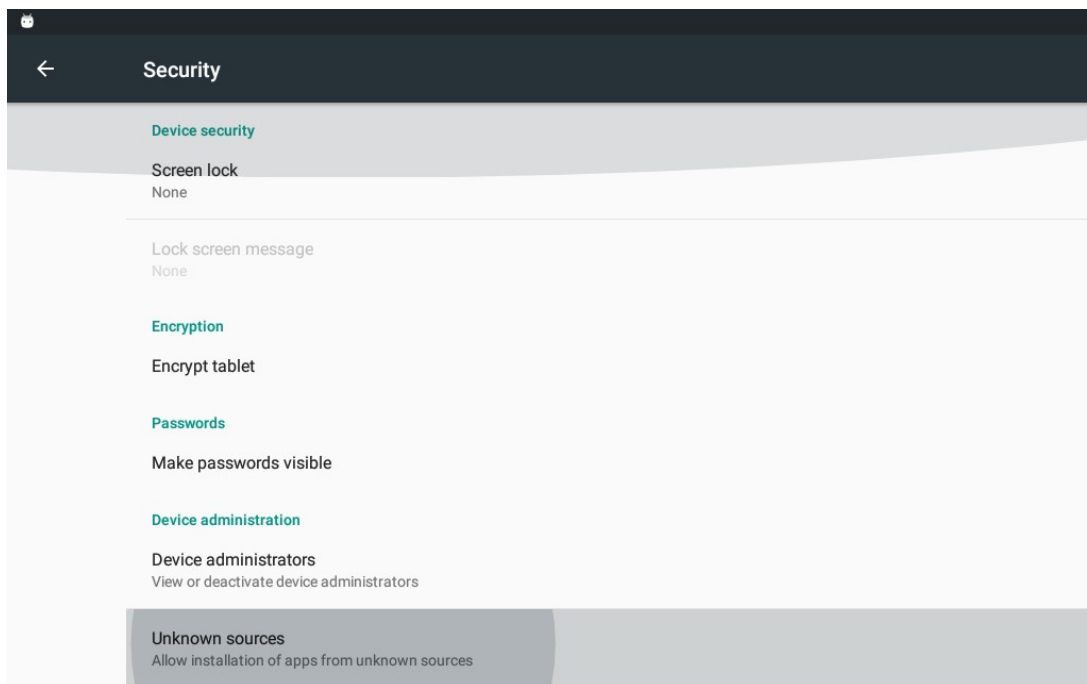 Security
Device security
Screen lock
None
Lock screen message
None
Encryption
Encrypt tablet
Passwords
Make passwords visible
Device administration
Device administrators
View or deactivate device administrators
Unknown sources
Allow installation of apps from unknown sources